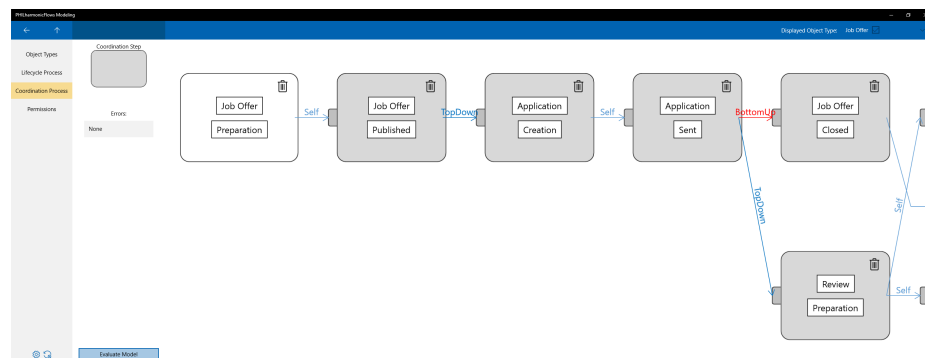 PHILharmonicFlows Modeling
Displayed Object Type: Job Offer
Object Types
Lifecycle Process
Coordination Process
Permissions
Coordination Step
Errors:
None
Job Offer
Preparation
Self
Job Offer
Published
TopDown
Application
Creation
Self
Application
Sent
BottomUp
Job Offer
Closed
TopDown
Self
Review
Preparation
Self
Evaluate Model